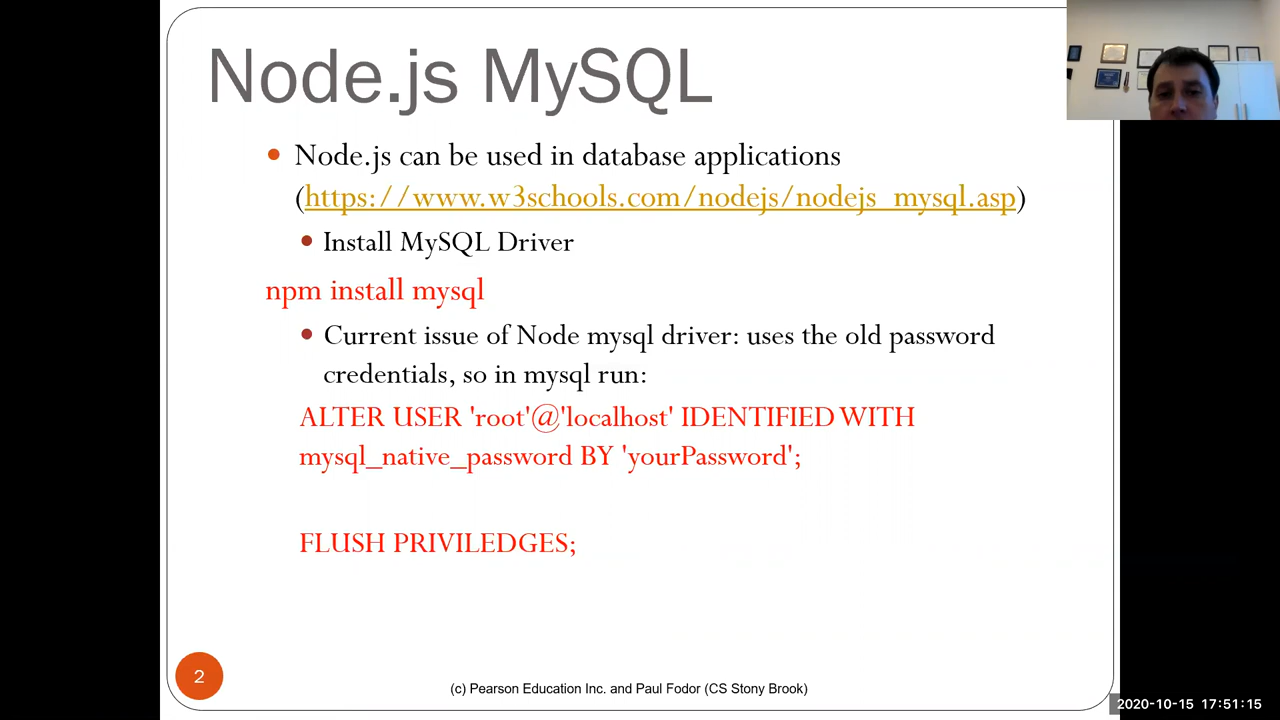 Node.js MySQL
Node.js can be used in database applications
(https://www.w3schools.com/nodejs/nodejs_mysql.asp)
Install MySQL Driver
npm install mysql
Current issue of Node mysql driver: uses the old password
credentials, so in mysql run:
ALTER USER 'root'@'localhost' IDENTIFIED WITH
mysql_native_password BY 'yourPassword';
FLUSH PRIVILEDGES;
2
(c) Pearson Education Inc. and Paul Fodor (CS Stony Brook)
2020-10-15 17:51:15